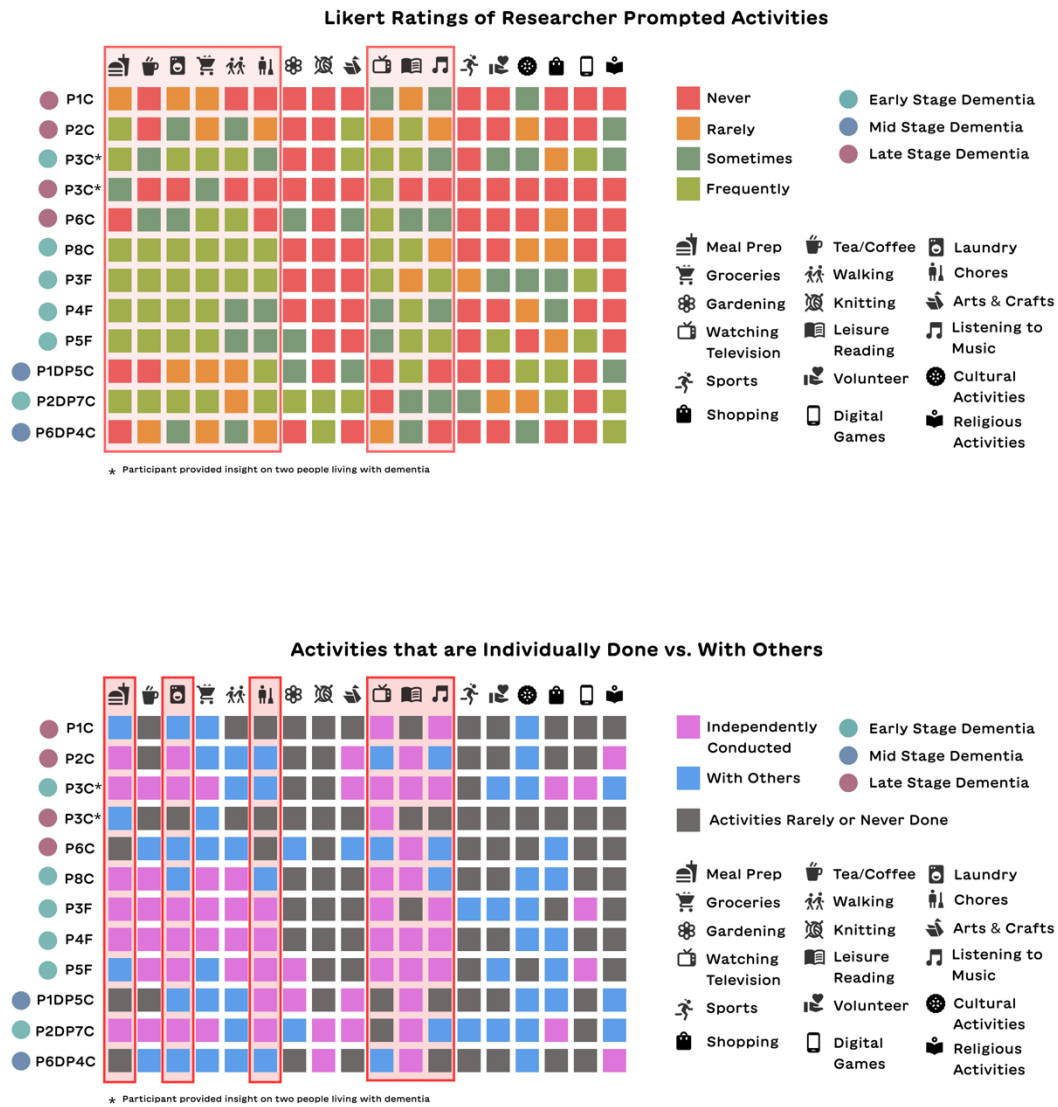 Likert Ratings of Researcher Prompted Activities
P1C
P2C
P3C*
P3C*
P6C
P8C
P3F
P4F
P5F
P1DP5C
P2DP7C
P6DP4C
* Participant provided insight on two people living with dementia
Never
Rarely
Sometimes
Frequently
Early Stage Dementia
Mid Stage Dementia
Late Stage Dementia
Meal Prep
Tea/Coffee
Laundry
Groceries
Walking
Chores
Gardening
Knitting
Arts & Crafts
Watching
Television
Leisure
Reading
Listening to
Music
Sports
Volunteer
Cultural
Activities
Shopping
Digital
Games
Religious
Activities
Activities that are Individually Done vs. With Others
P1C
P2C
P3C*
P3C*
P6C
P8C
P3F
P4F
P5F
P1DP5C
P2DP7C
P6DP4C
* Participant provided insight on two people living with dementia
Independently
Conducted
With Others
Activities Rarely or Never Done
Early Stage Dementia
Mid Stage Dementia
Late Stage Dementia
Meal Prep
Tea/Coffee
Laundry
Groceries
Walking
Chores
Gardening
Knitting
Arts & Crafts
Watching
Television
Leisure
Reading
Listening to
Music
Sports
Volunteer
Cultural
Activities
Shopping
Digital
Games
Religious
Activities